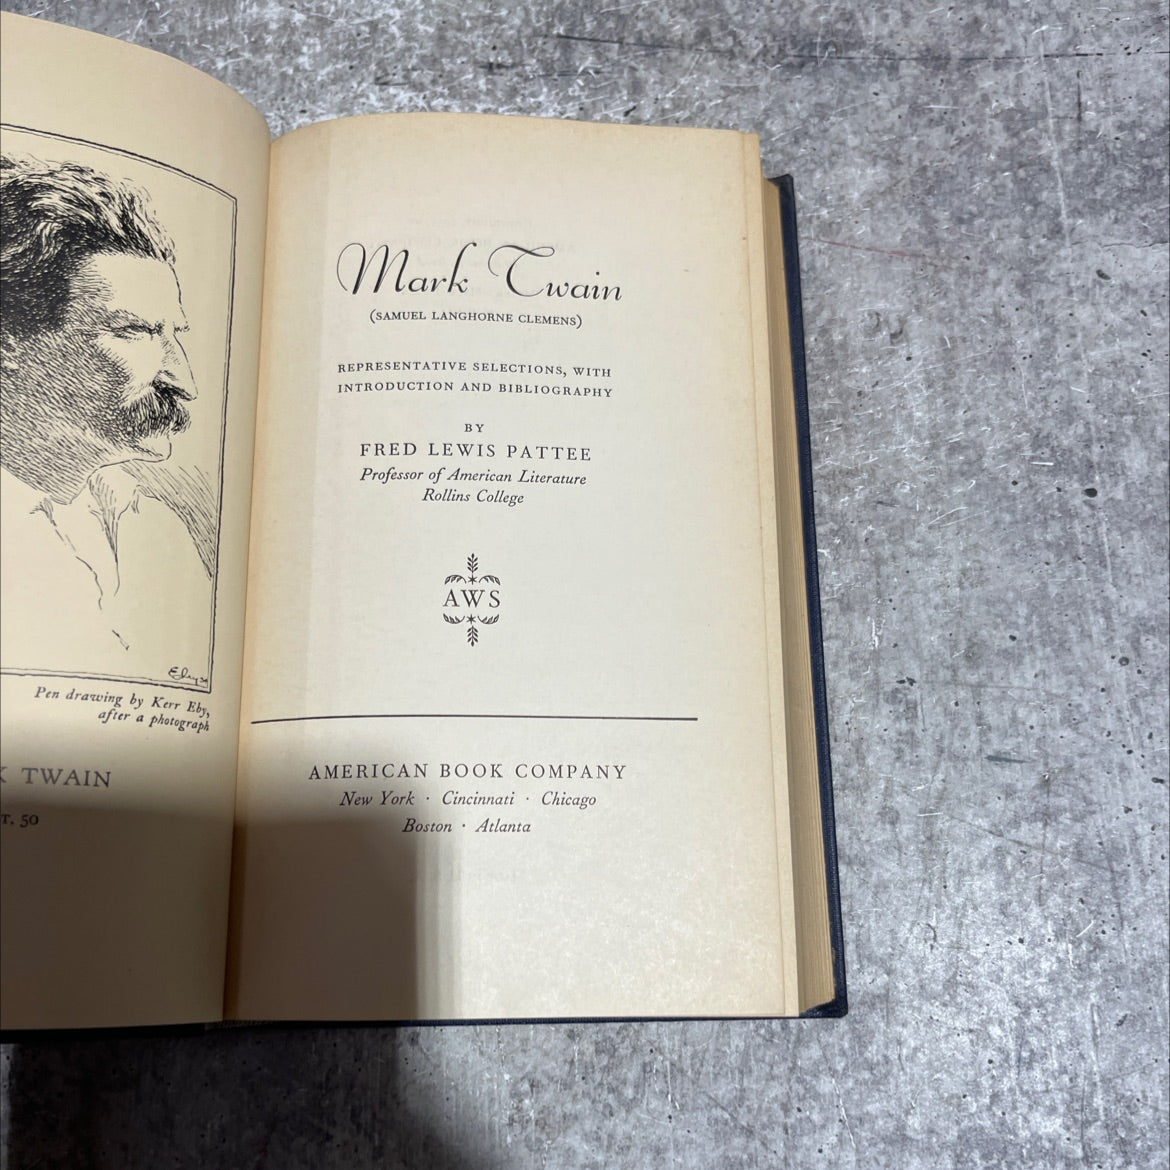 Pen drawing by Kerr Eby,
after a photograph
K TWAIN
T. 50
Mark Twain
(SAMUEL LANGHORNE CLEMENS)
REPRESENTATIVE SELECTIONS, WITH
INTRODUCTION AND BIBLIOGRAPHY
BY
FRED LEWIS PATTEE
Professor of American Literature
Rollins College
AWS
AMERICAN BOOK COMPANY
New York · Cincinnati · Chicago
Boston · Atlanta